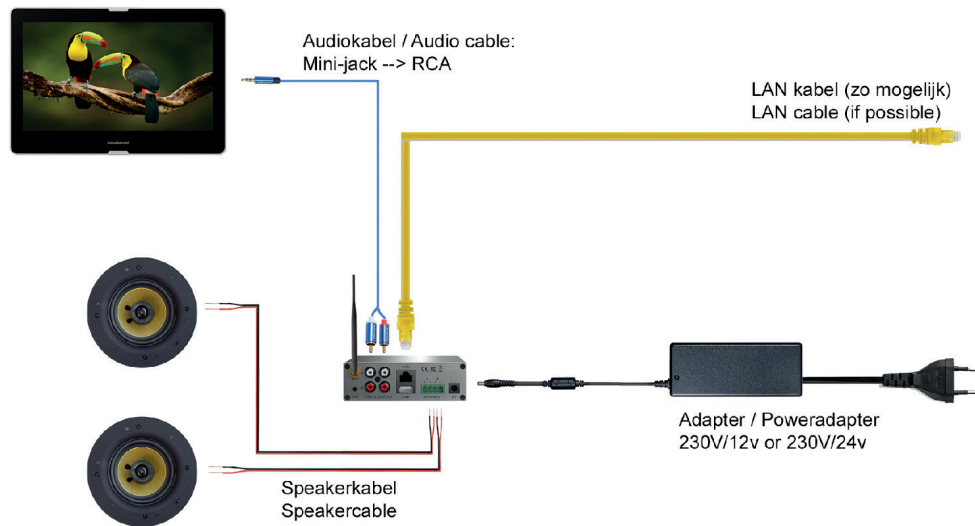 Audiokabel / Audio cable:
Mini-jack --> RCA
LAN kabel (zo mogelijk)
LAN cable (if possible)
Adapter / Poweradapter
230V/12v or 230V/24v
Speakerkabel
Speakercable